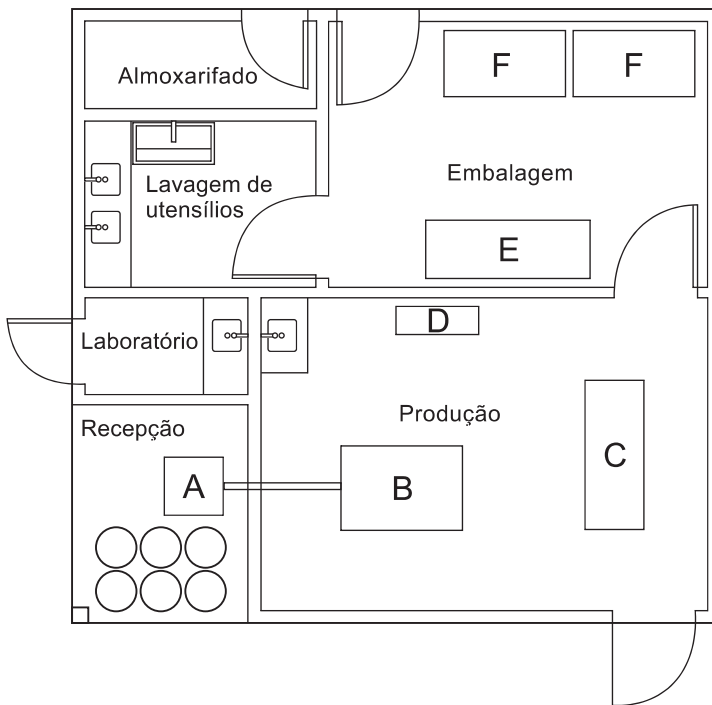 Almoxarifado
F
F
Lavagem de
utensílios
Embalagem
E
Laboratório
D
Recepção
Produção
A
B
C